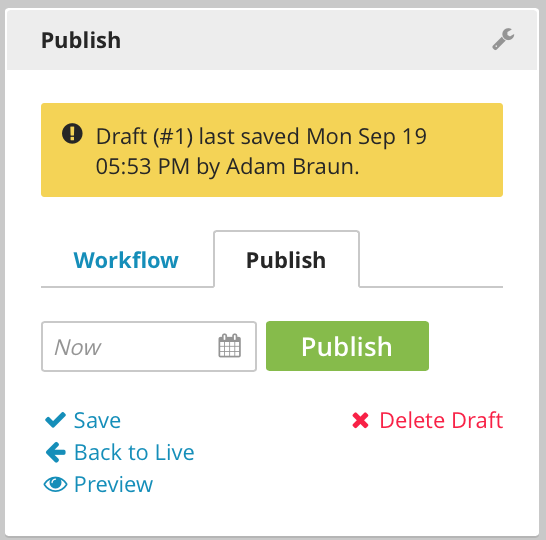 Publish
Draft (#1) last saved Mon Sep 19
05:53 PM by Adam Braun.
Workflow
Publish
Now
Publish
Save
Delete Draft
Back to Live
Preview